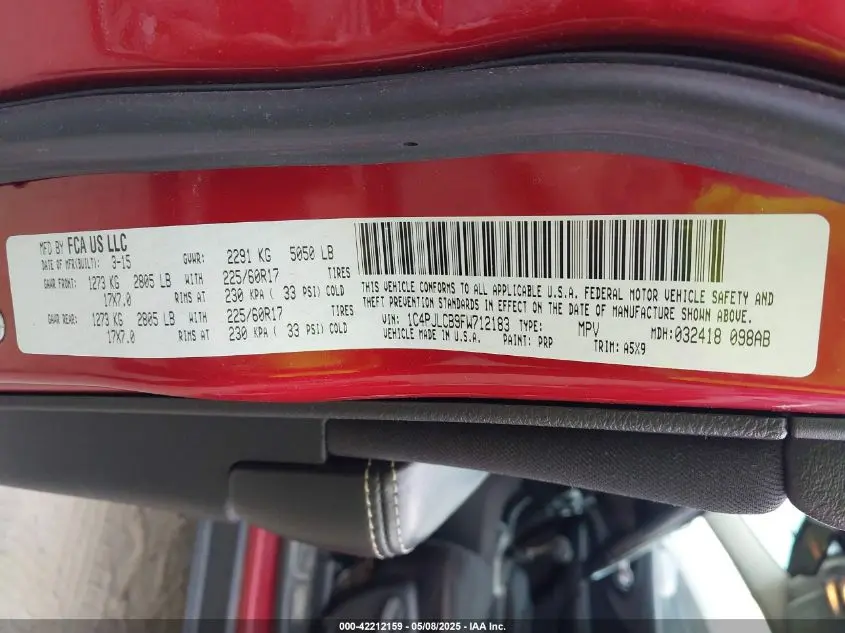 MFD BY FCA US LLC
DATE OF MFR(BUILT): 3-15 GVWR: 2291 KG 5050 LB
GAWR FRONT: 1273 KG 2805 LB WITH 225/60R17 TIRES
17X7.0 RIMS AT 230 KPA ( 33 PSI) COLD
GAWR REAR: 1273 KG 2805 LB WITH 225/60R17 TIRES
17X7.0 RIMS AT 230 KPA ( 33 PSI) COLD
THIS VEHICLE CONFORMS TO ALL APPLICABLE U.S.A. FEDERAL MOTOR VEHICLE SAFETY AND
THEFT PREVENTION STANDARDS IN EFFECT ON THE DATE OF MANUFACTURE SHOWN ABOVE.
VIN: 1C4PJLCB9FW712183 TYPE: MPV MDH:032418 098AB
VEHICLE MADE IN U.S.A. PAINT: PRP TRIM: A5X9
000-42212159 — 05/08/2025 — IAA Inc.